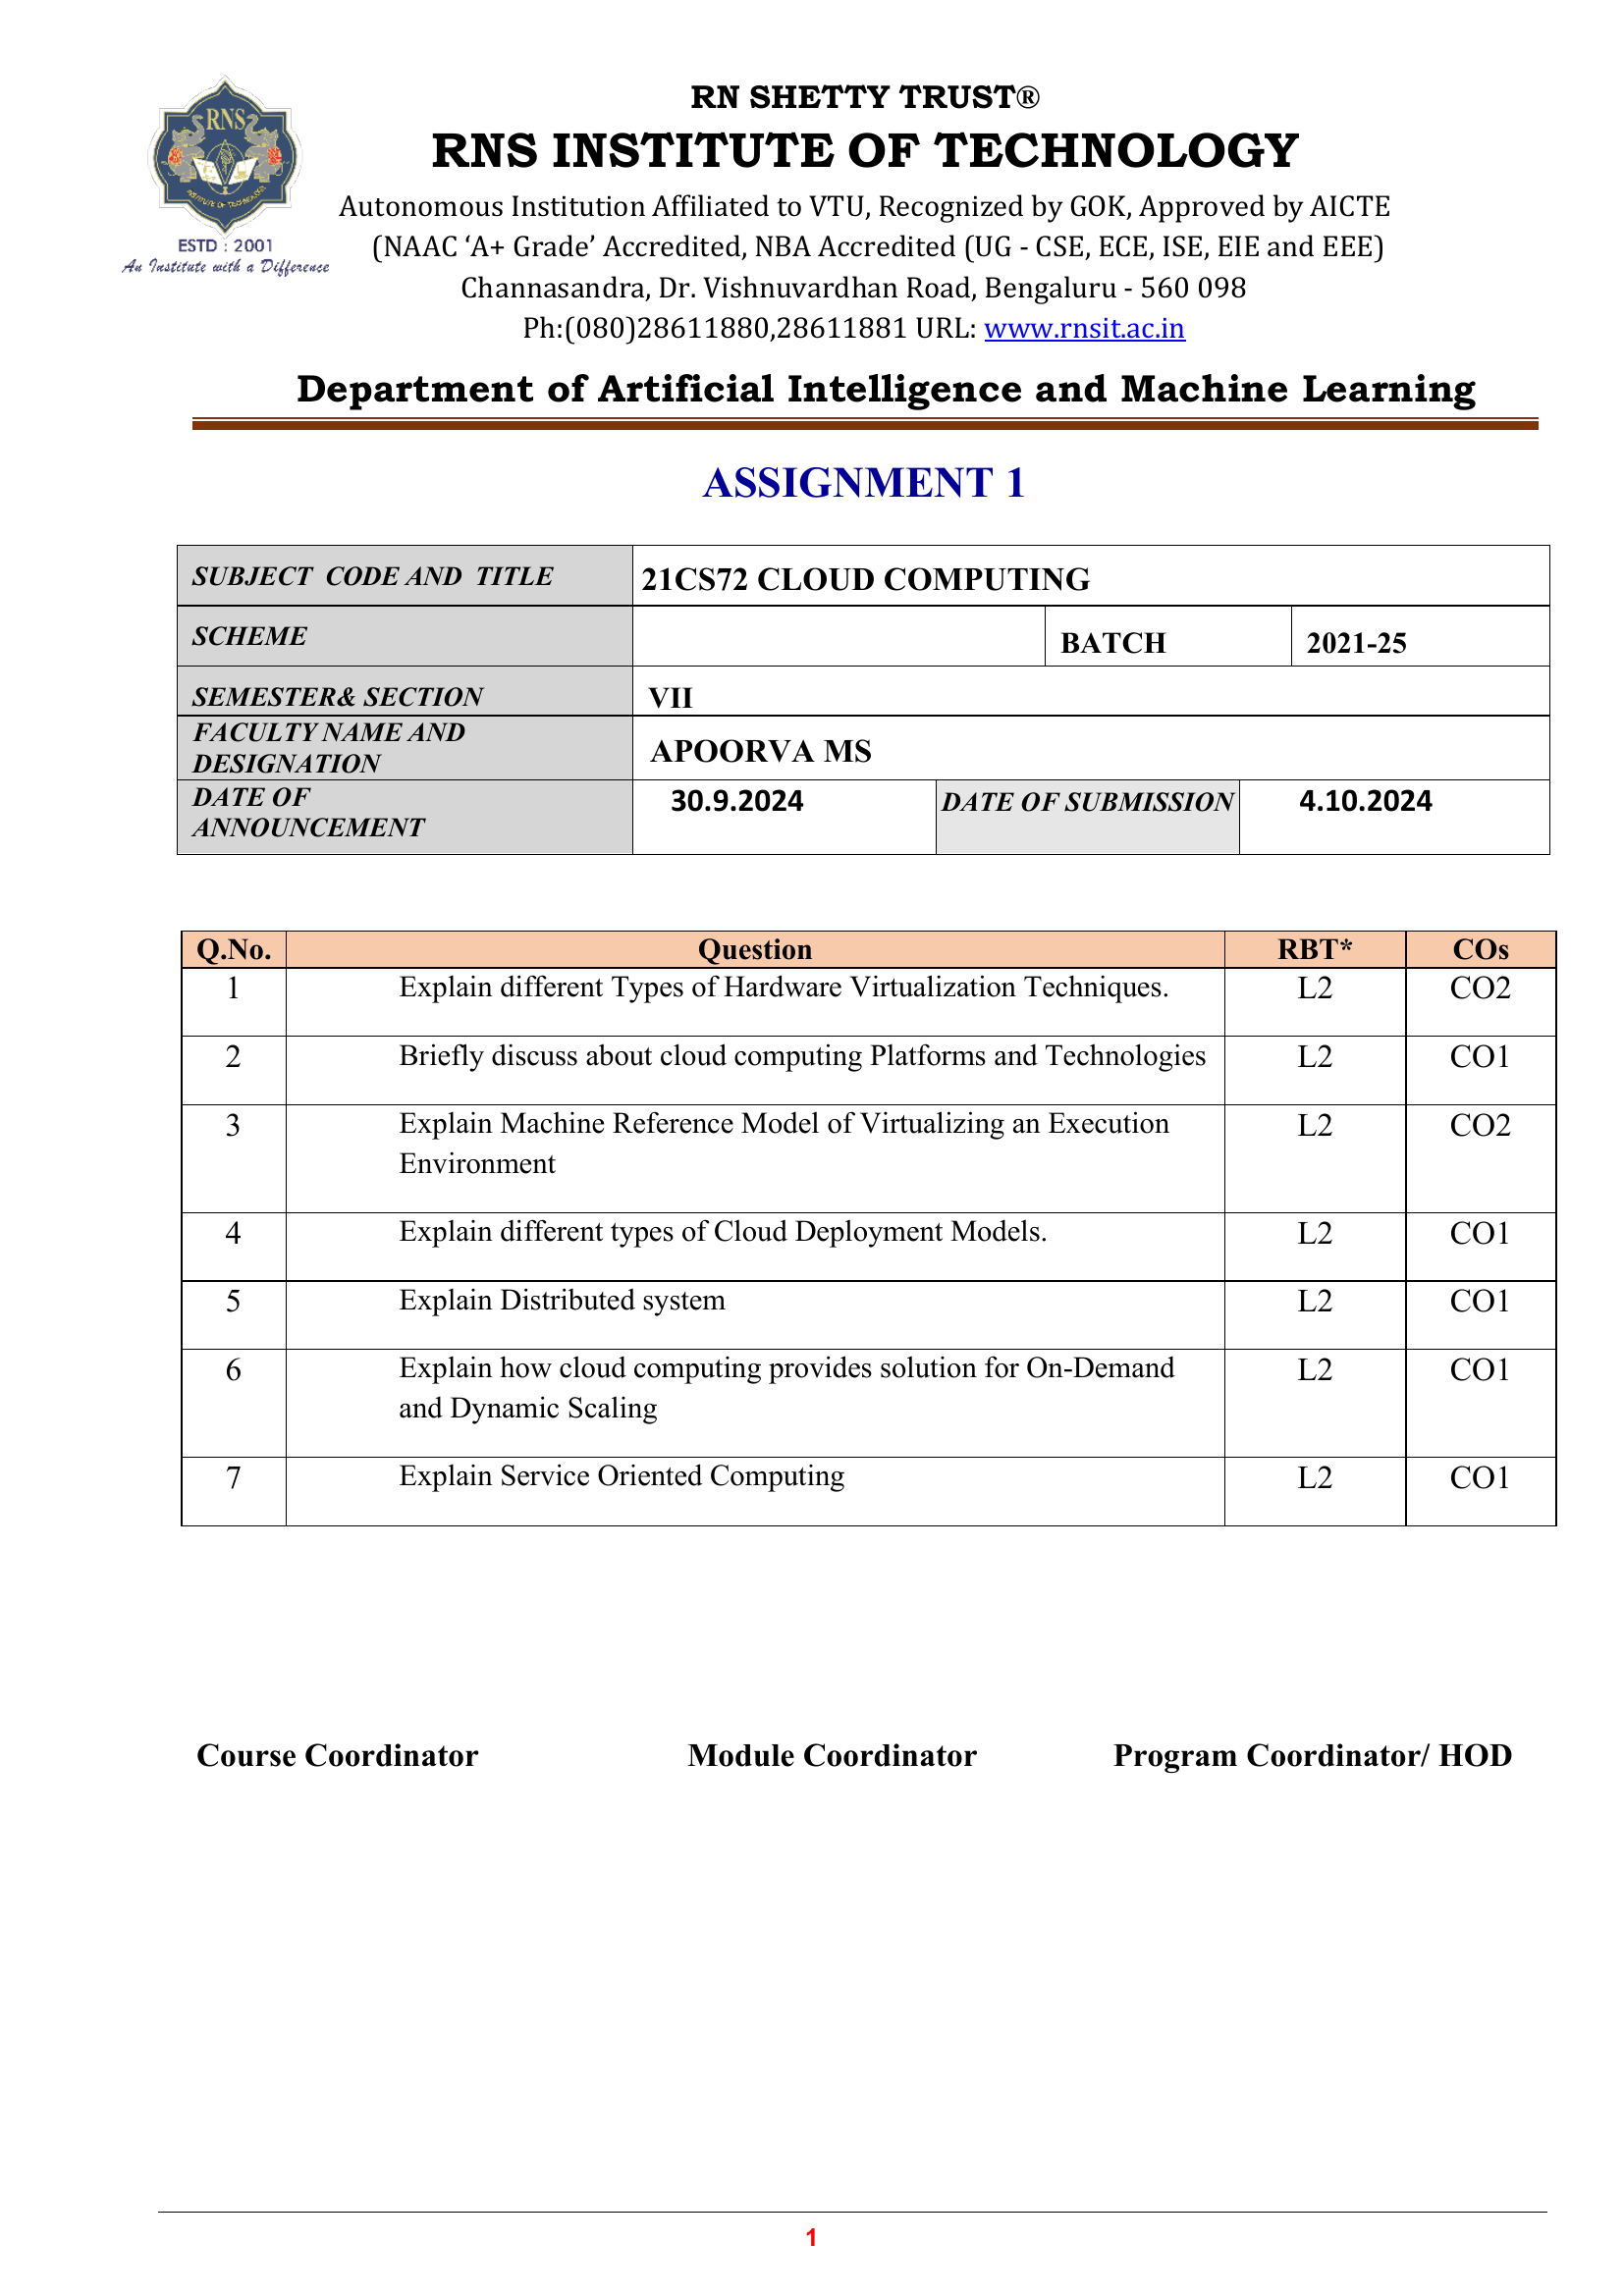 RN SHETTY TRUST®
RNS INSTITUTE OF TECHNOLOGY
Autonomous Institution Affiliated to VTU, Recognized by GOK, Approved by AICTE
(NAAC ‘A+ Grade’ Accredited, NBA Accredited (UG - CSE, ECE, ISE, EIE and EEE)
Channasandra, Dr. Vishnuvardhan Road, Bengaluru - 560 098
Ph:(080)28611880,28611881 URL: www.rnsit.ac.in
RNS
INSTITUTE OF TECHNOLOGY
ESTD : 2001
An Institute with a Difference
Department of Artificial Intelligence and Machine Learning
ASSIGNMENT 1
SUBJECT CODE AND TITLE 21CS72 CLOUD COMPUTING
SCHEME BATCH 2021-25
SEMESTER& SECTION VII
FACULTY NAME AND
DESIGNATION APOORVA MS
DATE OF
ANNOUNCEMENT 30.9.2024 DATE OF SUBMISSION 4.10.2024
Q.No. Question RBT* COs
1 Explain different Types of Hardware Virtualization Techniques. L2 CO2
2 Briefly discuss about cloud computing Platforms and Technologies L2 CO1
3 Explain Machine Reference Model of Virtualizing an Execution L2 CO2
Environment
4 Explain different types of Cloud Deployment Models. L2 CO1
5 Explain Distributed system L2 CO1
6 Explain how cloud computing provides solution for On-Demand L2 CO1
and Dynamic Scaling
7 Explain Service Oriented Computing L2 CO1
Course Coordinator Module Coordinator Program Coordinator/ HOD
1